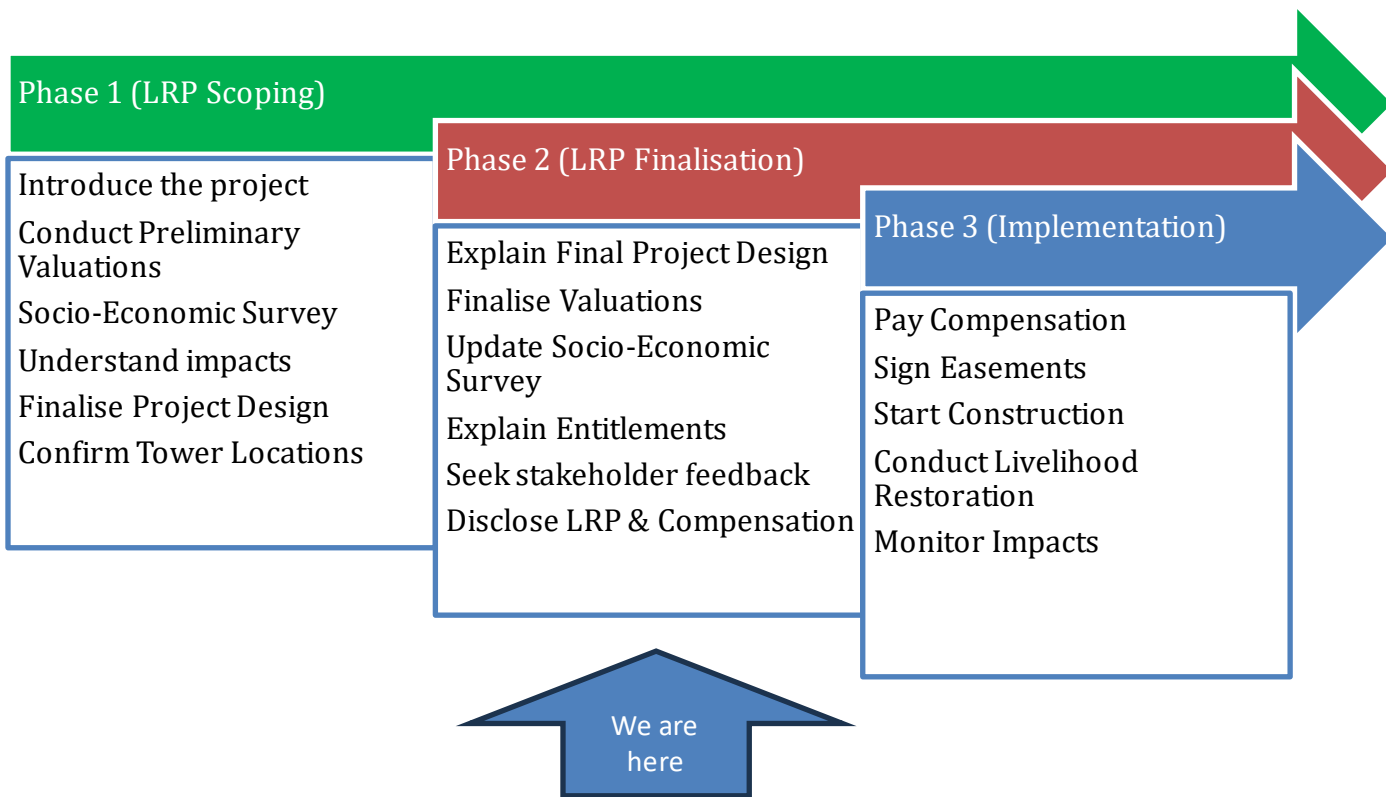 Phase 1 (LRP Scoping)
Introduce the project
Conduct Preliminary
Valuations
Socio-Economic Survey
Understand impacts
Finalise Project Design
Confirm Tower Locations
Phase 2 (LRP Finalisation)
Explain Final Project Design
Finalise Valuations
Update Socio-Economic
Survey
Explain Entitlements
Seek stakeholder feedback
Disclose LRP & Compensation
Phase 3 (Implementation)
Pay Compensation
Sign Easements
Start Construction
Conduct Livelihood
Restoration
Monitor Impacts
We are
here